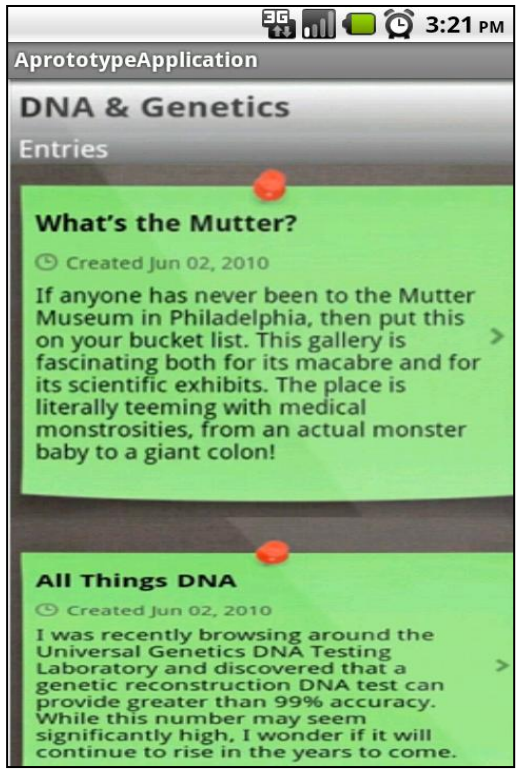 3G 3:21 PM
AprototypeApplication
DNA & Genetics
Entries
What's the Mutter?
Created Jun 02, 2010
If anyone has never been to the Mutter
Museum in Philadelphia, then put this
on your bucket list. This gallery is
fascinating both for its macabre and for
its scientific exhibits. The place is
literally teeming with medical
monstrosities, from an actual monster
baby to a giant colon!
All Things DNA
Created Jun 02, 2010
I was recently browsing around the
Universal Genetics DNA Testing
Laboratory and discovered that a
genetic reconstruction DNA test can
provide greater than 99% accuracy.
While this number may seem
significantly high, I wonder if it will
continue to rise in the years to come.